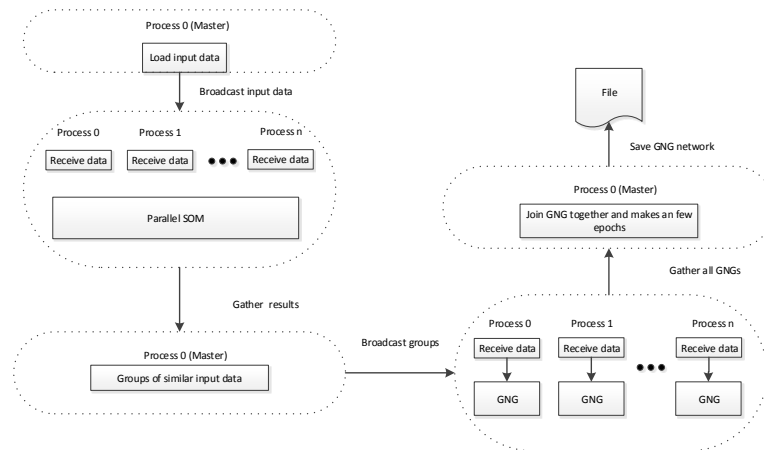 Process 0 (Master)
Load input data
Broadcast input data
Process 0
Process 1
Process n
Receive data
Receive data
Receive data
Parallel SOM
Gather results
Process 0 (Master)
Groups of similar input data
Broadcast groups
File
Save GNG network
Process 0 (Master)
Join GNG together and makes an few
epochs
Gather all GNGs
Process 0
Process 1
Process n
Receive data
Receive data
Receive data
GNG
GNG
GNG